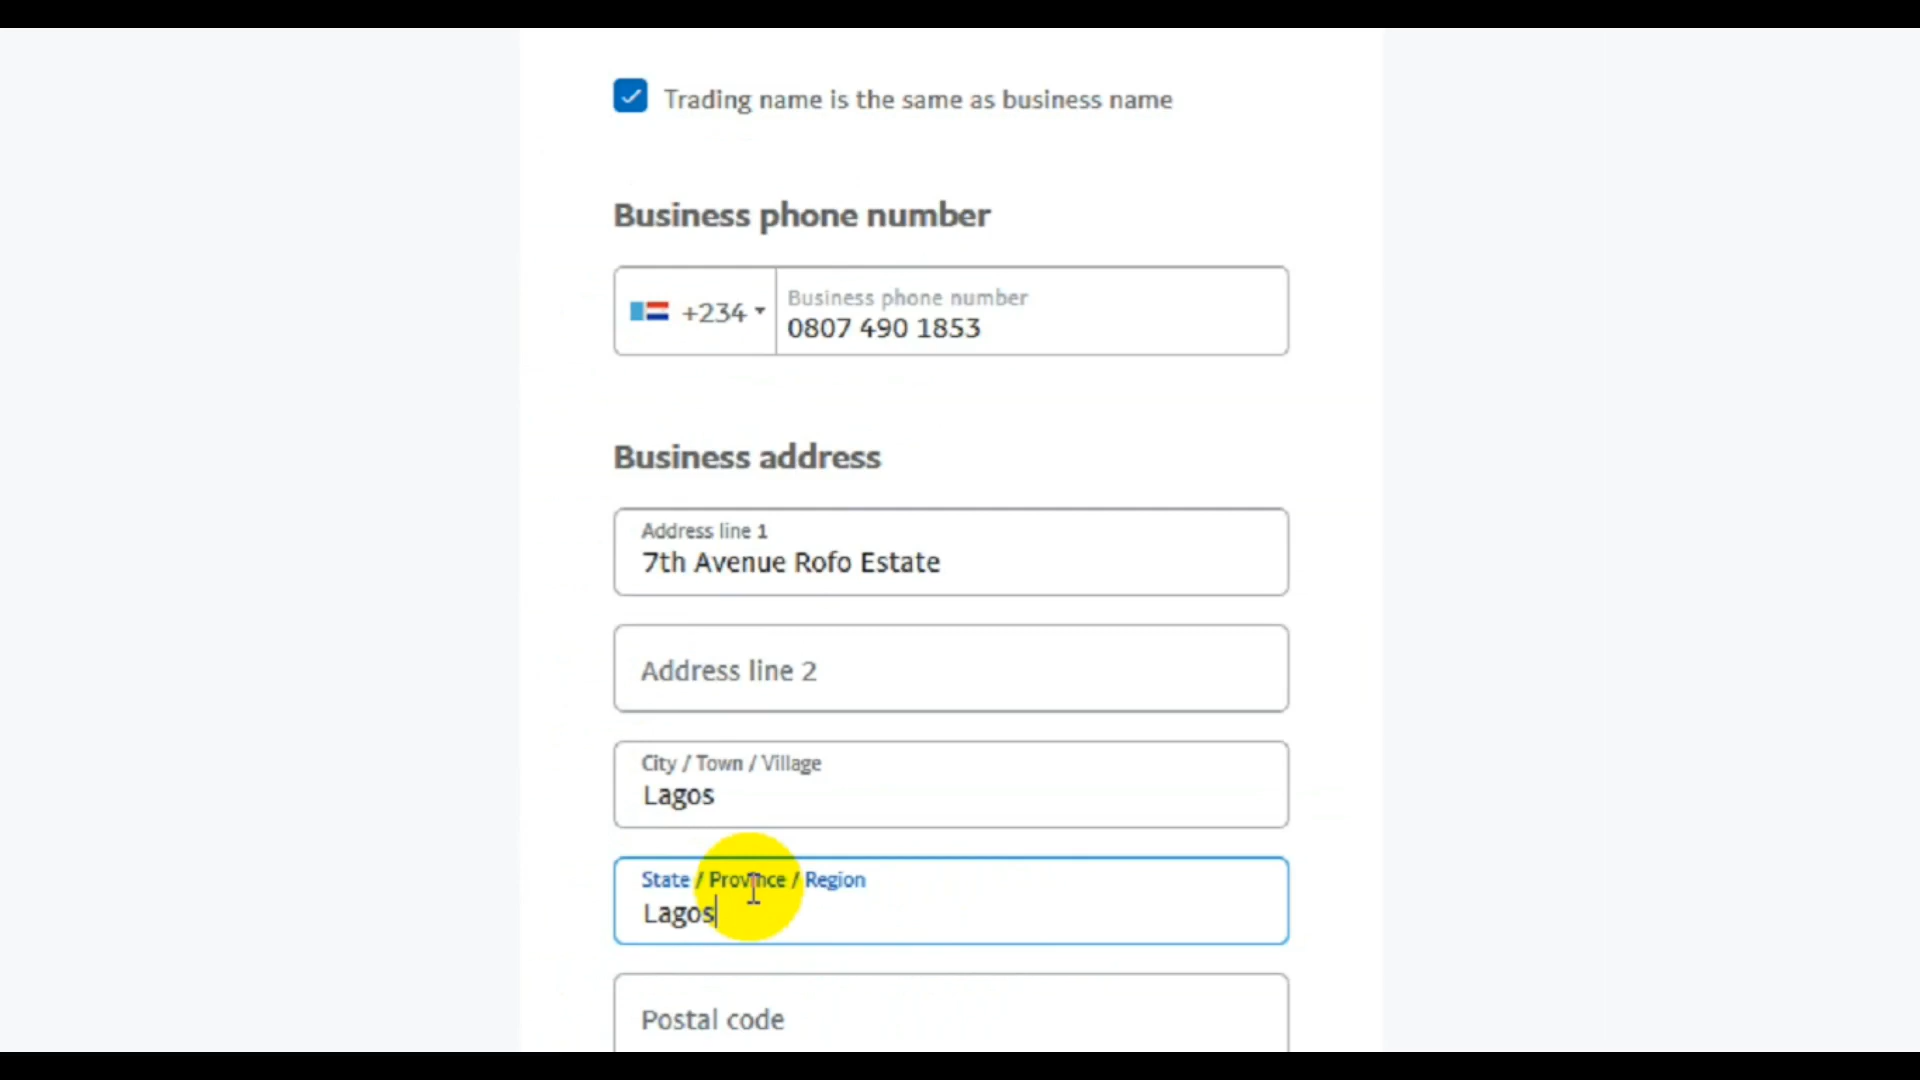 Trading name is the same as business name
Business phone number
+234
Business phone number
0807 490 1853
Business address
Address line 1
7th Avenue Rofo Estate
Address line 2
City / Town / Village
Lagos
State / Province / Region
Lagos
Postal code